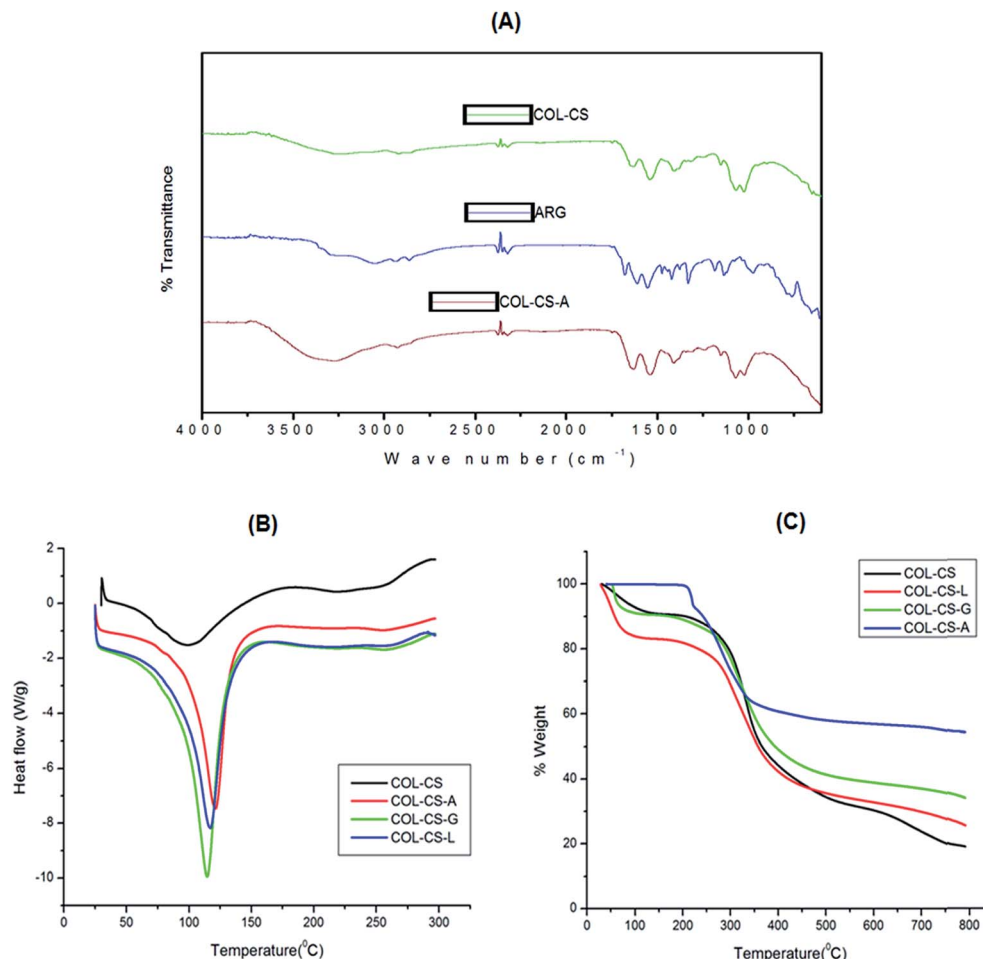 (A)
COL-CS
ARG
COL-CS-A
% Transmittance
4000 3500 3000 2500 2000 1500 1000
Wave number (cm⁻¹)
(B)
2
0
-2
-4
-6
-8
-10
Heat flow (W/g)
COL-CS
COL-CS-A
COL-CS-G
COL-CS-L
0 50 100 150 200 250 300
Temperature(⁰C)
(C)
100
80
60
40
20
0
% Weight
COL-CS
COL-CS-L
COL-CS-G
COL-CS-A
0 100 200 300 400 500 600 700 800
Temperature(⁰C)